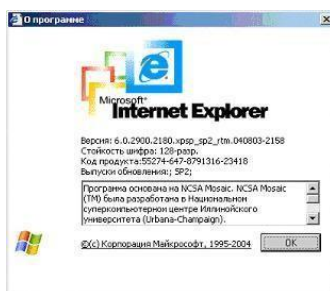 О программе
Microsoft®
Internet Explorer
Версия: 6.0.2900.2180.xpsp_sp2_rtm.040803-2158
Стойкость шифра: 128-разр.
Код продукта:55274-647-8791316-23418
Выпуски обновления:; SP2;
Программа основана на NCSA Mosaic. NCSA Mosaic
(TM) была разработана в Национальном
суперкомпьютерном центре Иллинойского
университета (Urbana-Champaign).
©(c) Корпорация Майкрософт, 1995-2004
OK